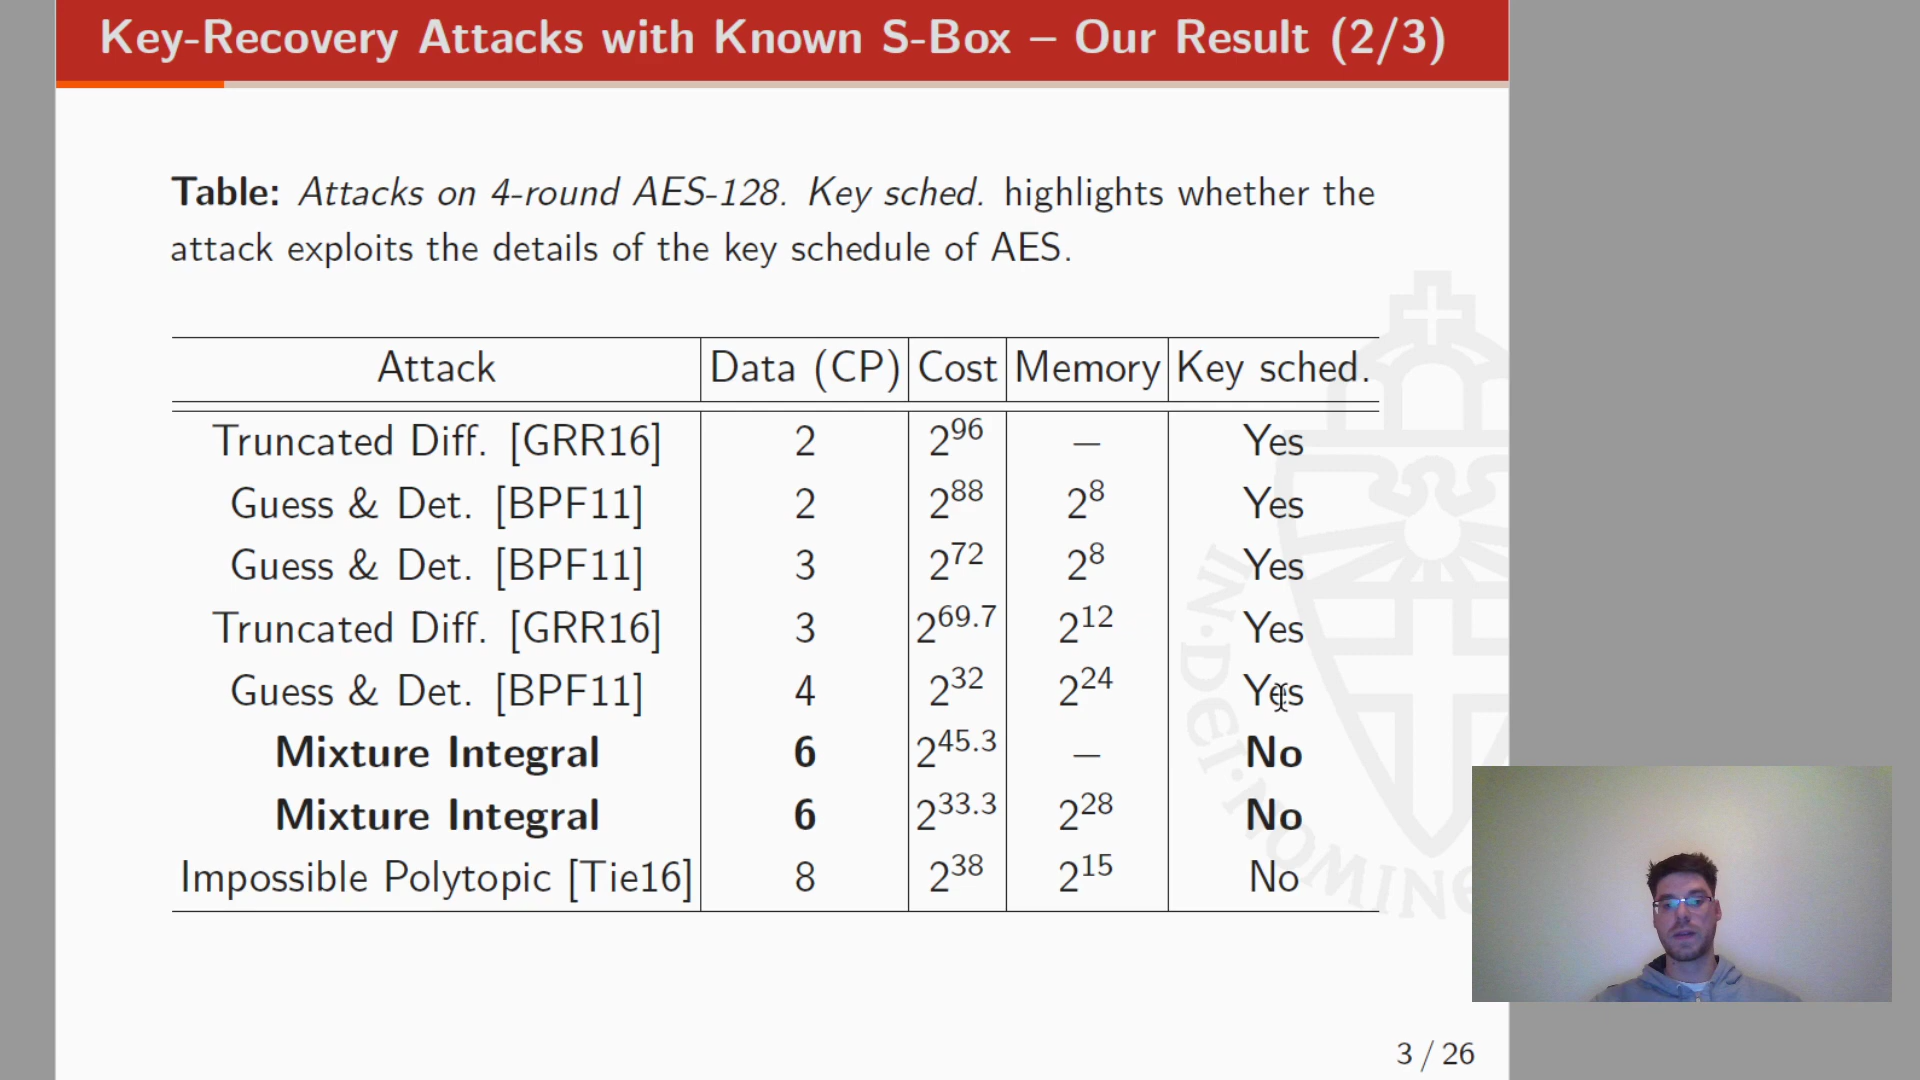 Key-Recovery Attacks with Known S-Box – Our Result (2/3)
Table: Attacks on 4-round AES-128. Key sched. highlights whether the
attack exploits the details of the key schedule of AES.
Attack Data (CP) Cost Memory Key sched.
Truncated Diff. [GRR16] 2 2^96 – Yes
Guess & Det. [BPF11] 2 2^88 2^8 Yes
Guess & Det. [BPF11] 3 2^72 2^8 Yes
Truncated Diff. [GRR16] 3 2^69.7 2^12 Yes
Guess & Det. [BPF11] 4 2^32 2^24 Yes
Mixture Integral 6 2^45.3 – No
Mixture Integral 6 2^33.3 2^28 No
Impossible Polytopic [Tie16] 8 2^38 2^15 No
IN·DEI·NOMINE
3 / 26